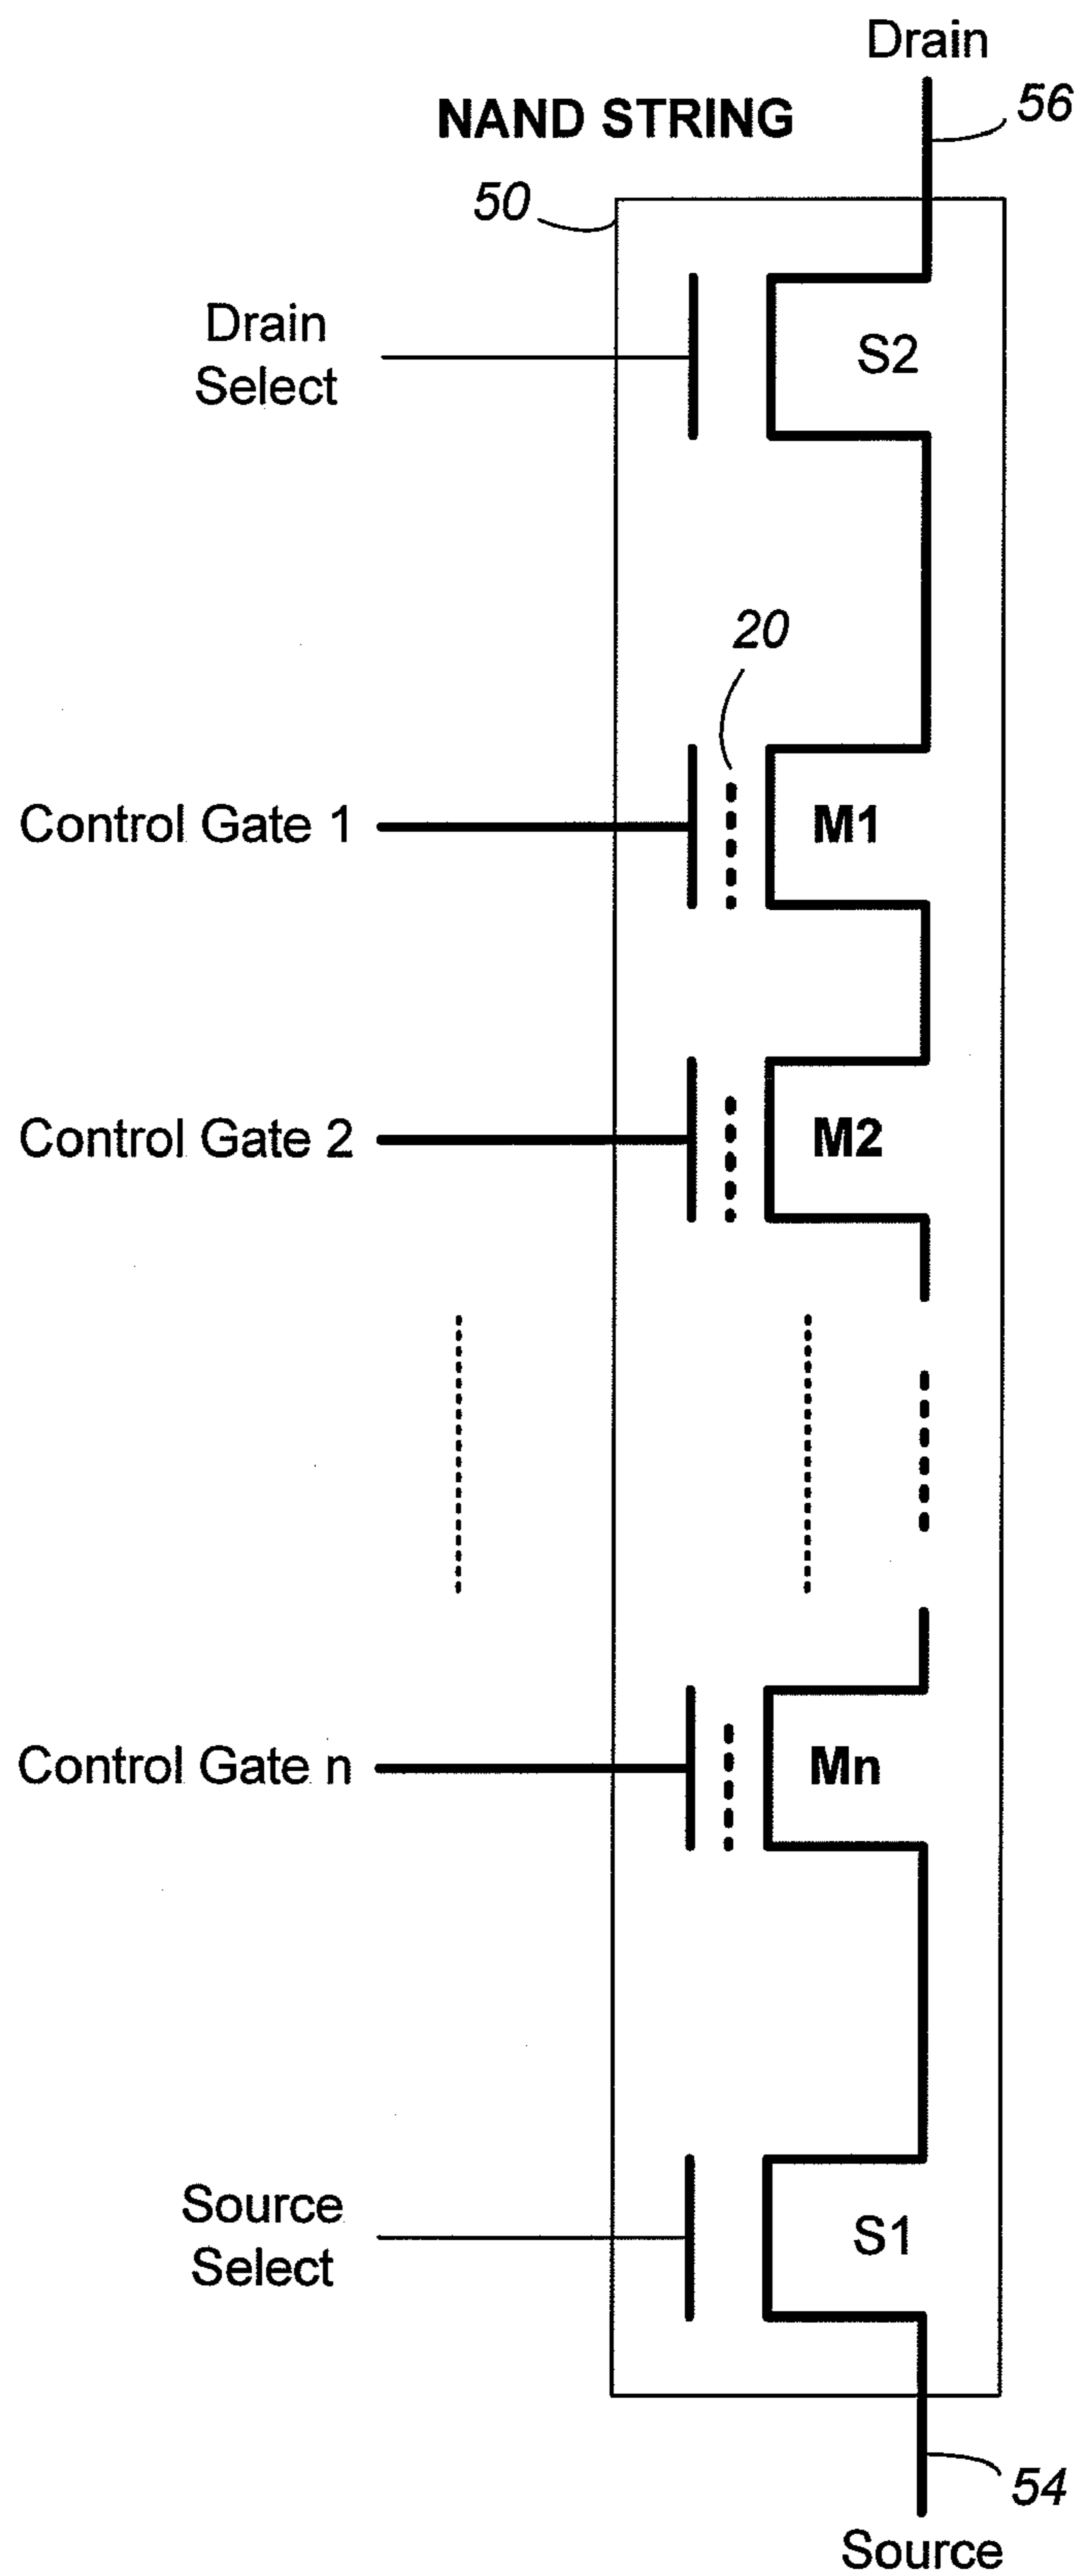 Drain
56
NAND STRING
50
Drain
Select
S2
20
Control Gate 1
M1
Control Gate 2
M2
Control Gate n
Mn
Source
Select
S1
54
Source